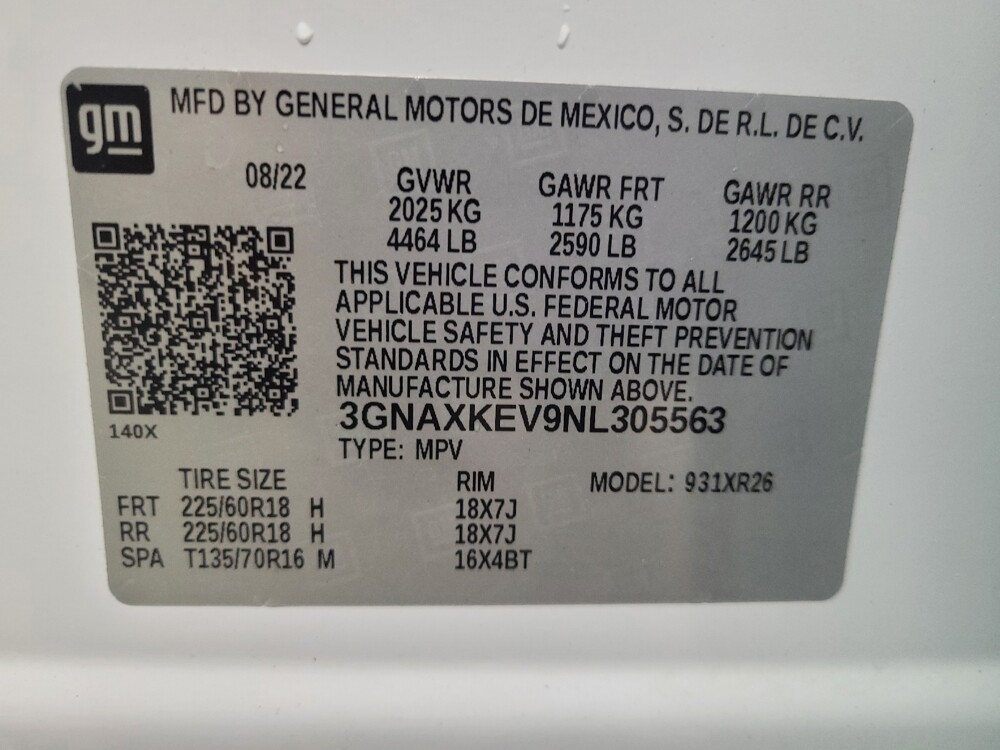 gm
MFD BY GENERAL MOTORS DE MEXICO, S. DE R.L. DE C.V.
08/22 GVWR GAWR FRT GAWR RR
2025 KG 1175 KG 1200 KG
4464 LB 2590 LB 2645 LB
THIS VEHICLE CONFORMS TO ALL
APPLICABLE U.S. FEDERAL MOTOR
VEHICLE SAFETY AND THEFT PREVENTION
STANDARDS IN EFFECT ON THE DATE OF
MANUFACTURE SHOWN ABOVE.
3GNAXKEV9NL305563
140X
TYPE: MPV
TIRE SIZE RIM MODEL: 931XR26
FRT 225/60R18 H 18X7J
RR 225/60R18 H 18X7J
SPA T135/70R16 M 16X4BT